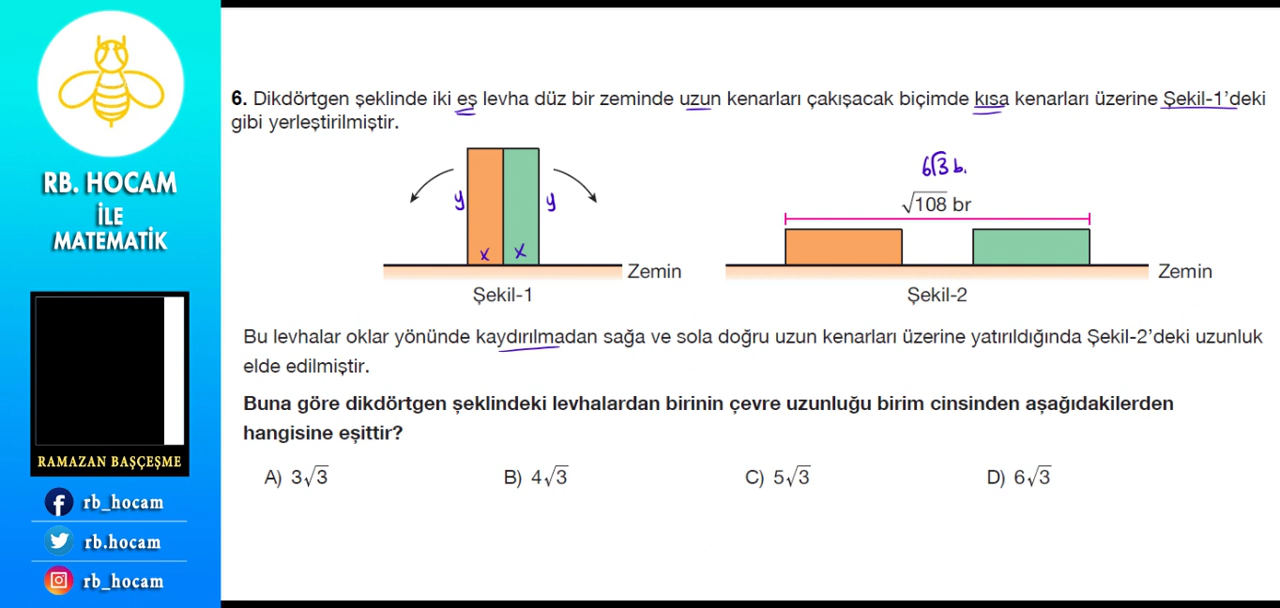 RB. HOCAM
İLE
MATEMATİK
RAMAZAN BAŞÇEŞME
rb_hocam
rb.hocam
rb_hocam
6. Dikdörtgen şeklinde iki eş levha düz bir zeminde uzun kenarları çakışacak biçimde kısa kenarları üzerine Şekil-1'deki
gibi yerleştirilmiştir.
y y
x x
Zemin
Şekil-1
6√3 b.
√108 br
Zemin
Şekil-2
Bu levhalar oklar yönünde kaydırılmadan sağa ve sola doğru uzun kenarları üzerine yatırıldığında Şekil-2'deki uzunluk
elde edilmiştir.
Buna göre dikdörtgen şeklindeki levhalardan birinin çevre uzunluğu birim cinsinden aşağıdakilerden
hangisine eşittir?
A) 3√3 B) 4√3 C) 5√3 D) 6√3